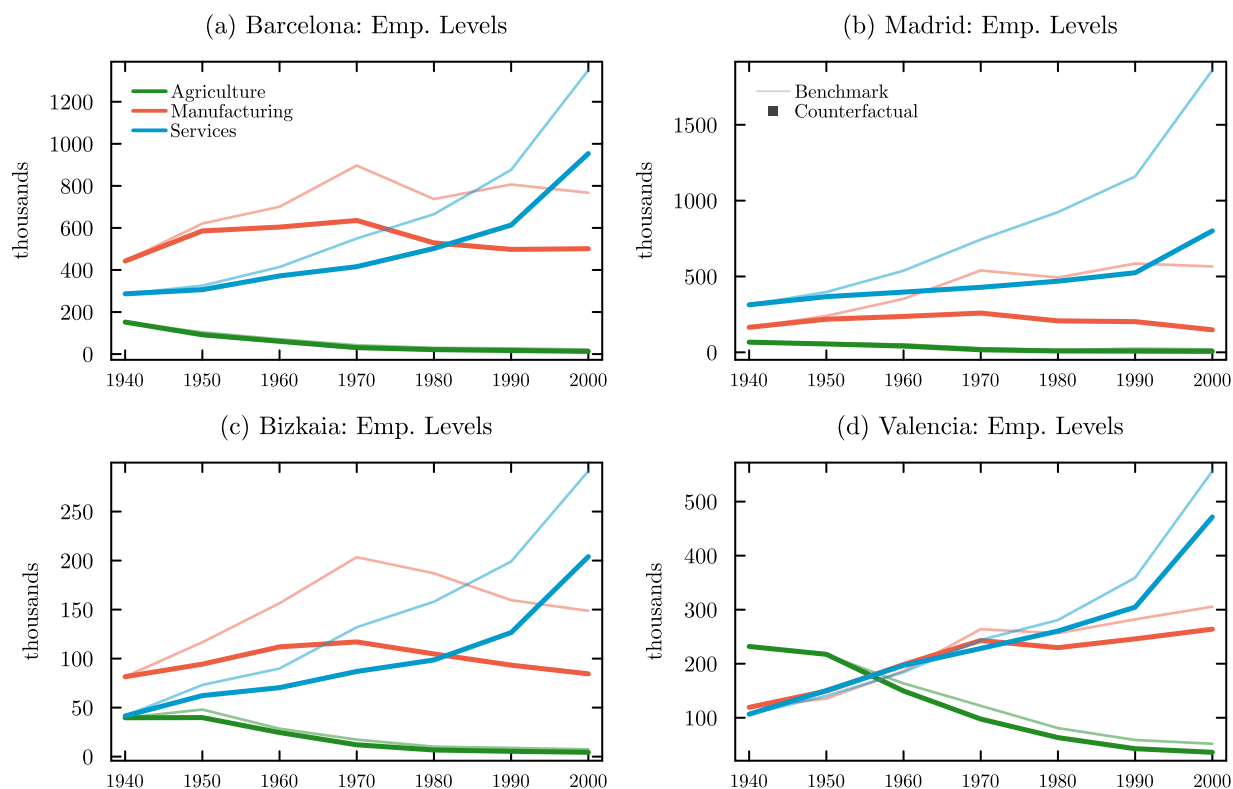 (a) Barcelona: Emp. Levels
thousands
1200
1000
800
600
400
200
0
Agriculture
Manufacturing
Services
1940 1950 1960 1970 1980 1990 2000
(b) Madrid: Emp. Levels
thousands
1500
1000
500
0
Benchmark
Counterfactual
1940 1950 1960 1970 1980 1990 2000
(c) Bizkaia: Emp. Levels
thousands
250
200
150
100
50
0
1940 1950 1960 1970 1980 1990 2000
(d) Valencia: Emp. Levels
thousands
500
400
300
200
100
1940 1950 1960 1970 1980 1990 2000